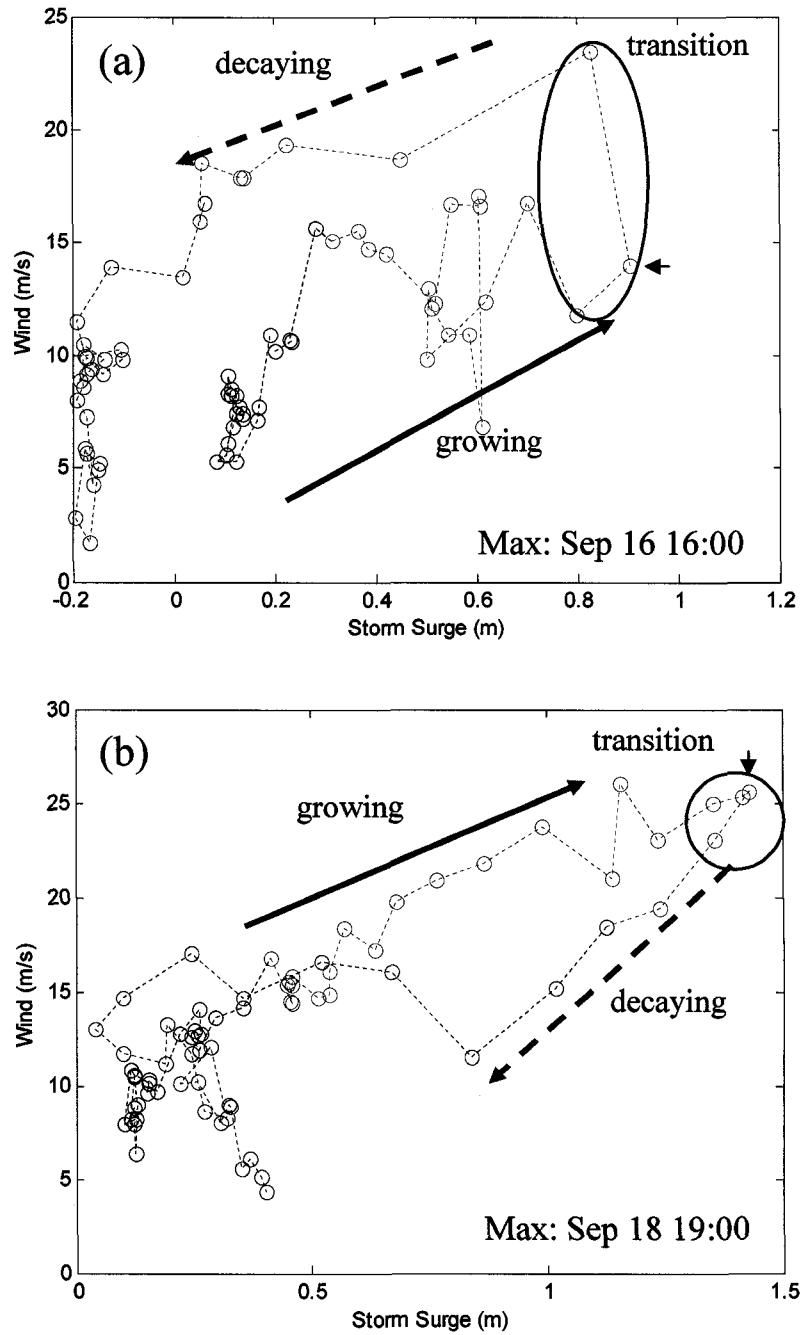 (a)
decaying
transition
growing
Max: Sep 16 16:00
Wind (m/s)
25
20
15
10
5
0
-0.2
0
0.2
0.4
0.6
0.8
1
1.2
Storm Surge (m)
(b)
transition
growing
decaying
Max: Sep 18 19:00
Wind (m/s)
30
25
20
15
10
5
0
0.5
1
1.5
Storm Surge (m)